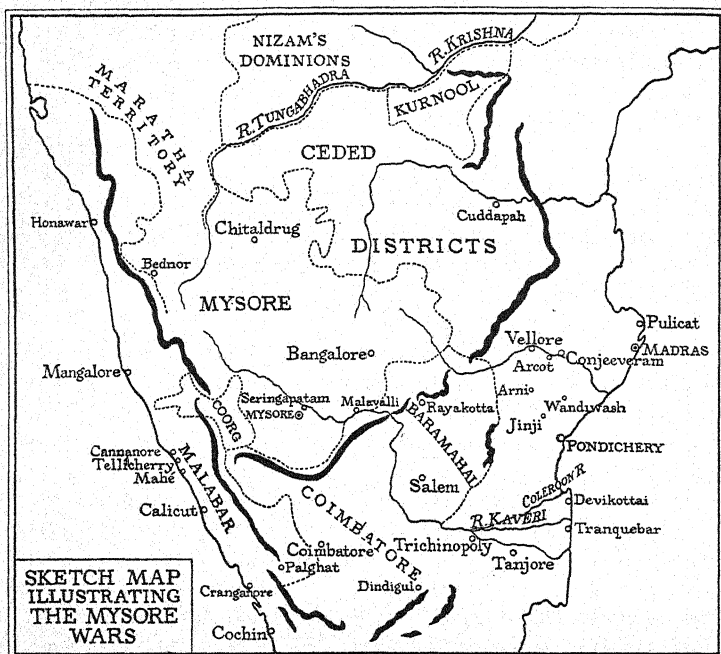 NIZAM'S
DOMINIONS
R. KRISHNA
MARATHA
TERRITORY
R. TUNGABHADRA
KURNOOL
CEDED
DISTRICTS
Cuddapah
Honawar
Chitaldrug
Bednor
MYSORE
Pulicat
Bangalore
Vellore
MADRAS
Arcot
Conjeeveram
Mangalore
Seringapatam
MYSORE
Malavalli
Rayakotta
Arni
Wandiwash
COORG
BARAMAHAL
Jinji
PONDICHERY
Cannanore
Tellicherry
Mahé
MALABAR
Salem
COLEROON R
Devikottai
Calicut
COIMBATORE
R. KAVERI
Tranquebar
Trichinopoly
Coimbatore
Tanjore
Palghat
Dindigul
Cranganore
Cochin
SKETCH MAP
ILLUSTRATING
THE MYSORE
WARS